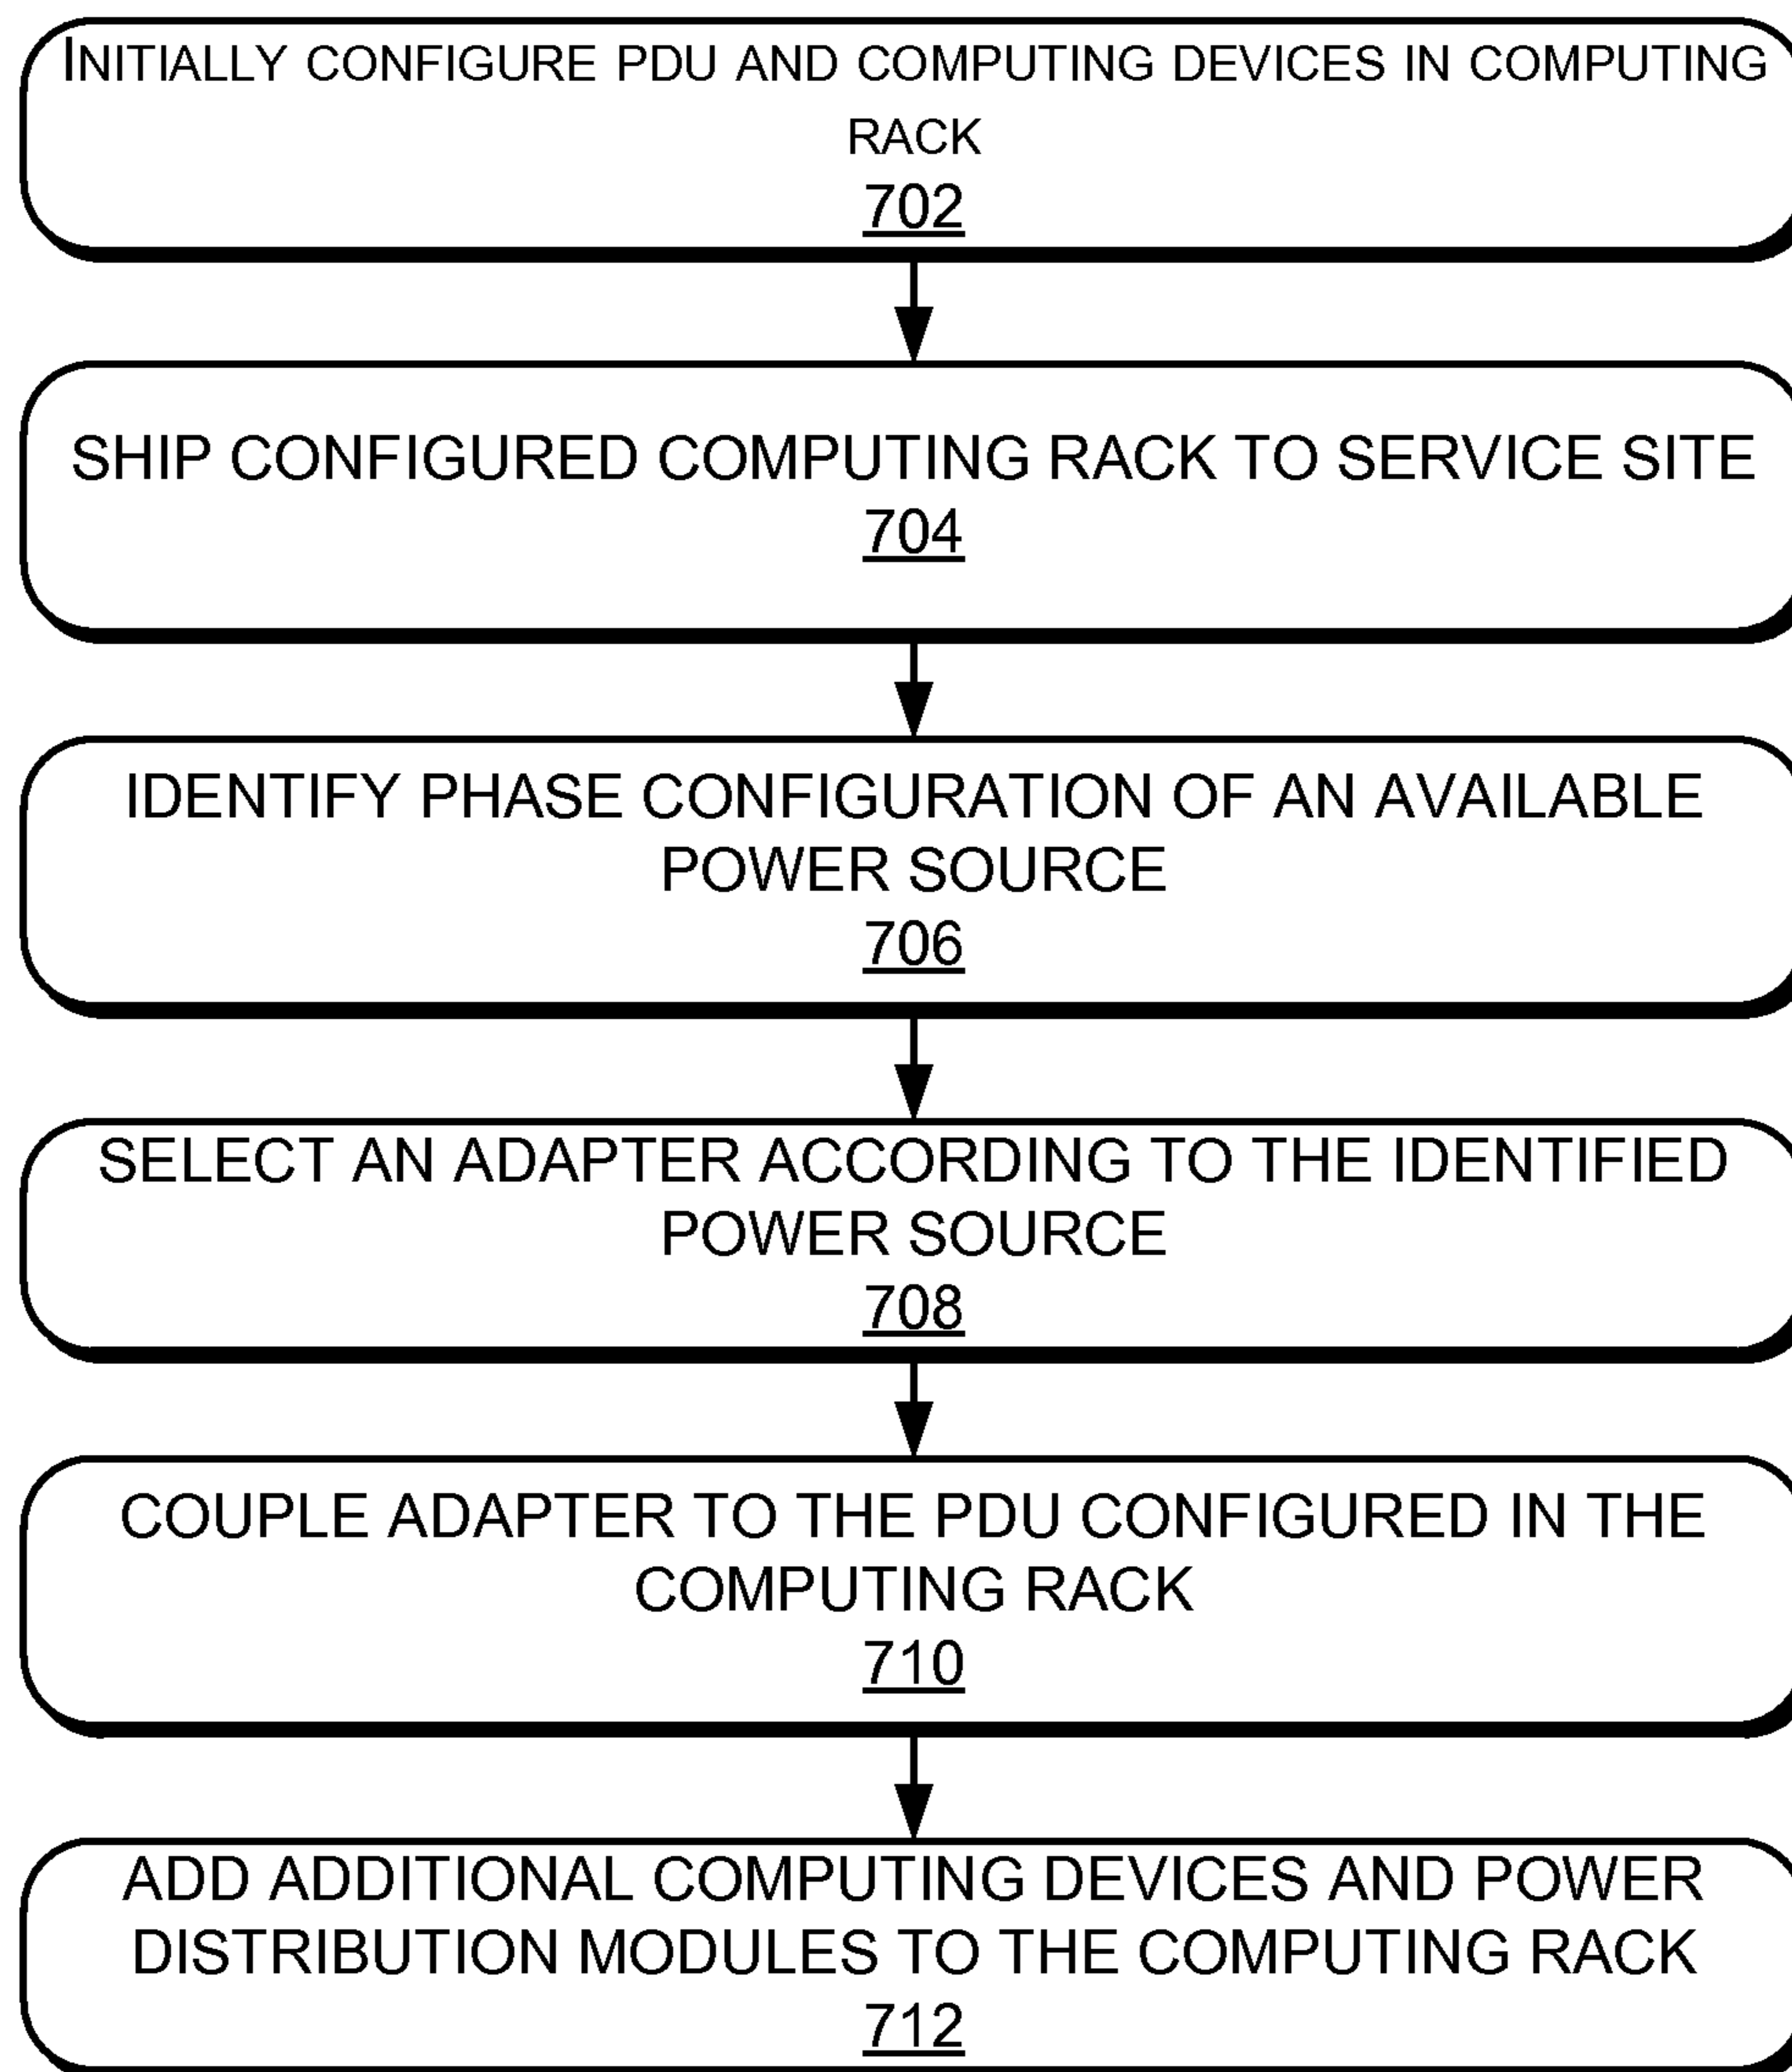 INITIALLY CONFIGURE PDU AND COMPUTING DEVICES IN COMPUTING
RACK
702
SHIP CONFIGURED COMPUTING RACK TO SERVICE SITE
704
IDENTIFY PHASE CONFIGURATION OF AN AVAILABLE
POWER SOURCE
706
SELECT AN ADAPTER ACCORDING TO THE IDENTIFIED
POWER SOURCE
708
COUPLE ADAPTER TO THE PDU CONFIGURED IN THE
COMPUTING RACK
710
ADD ADDITIONAL COMPUTING DEVICES AND POWER
DISTRIBUTION MODULES TO THE COMPUTING RACK
712